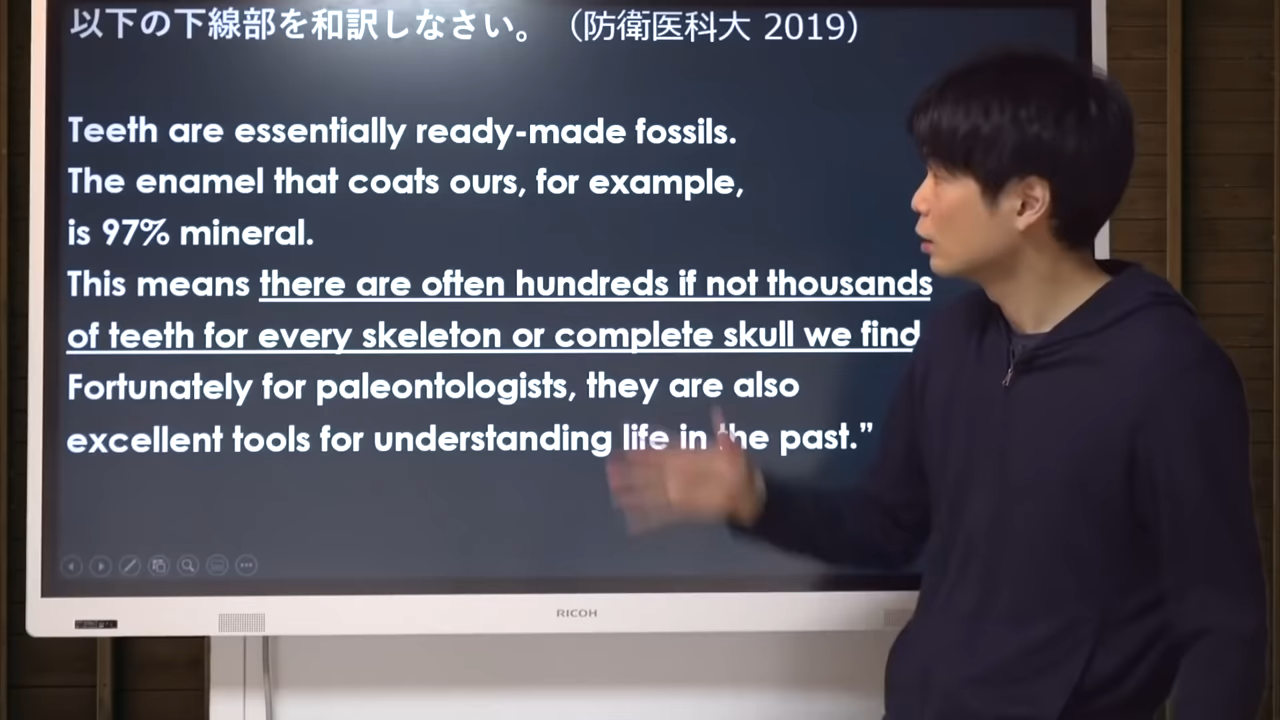 以下の下線部を和訳しなさい。（防衛医科大 2019）
Teeth are essentially ready-made fossils.
The enamel that coats ours, for example,
is 97% mineral.
This means there are often hundreds if not thousands
of teeth for every skeleton or complete skull we find
Fortunately for paleontologists, they are also
excellent tools for understanding life in the past.”
RICOH